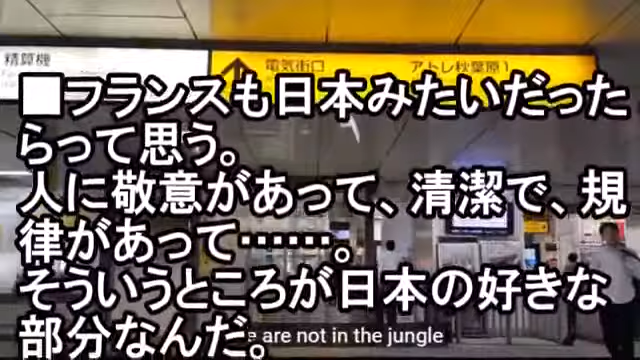 精算機
電気街口
アトレ秋葉原1
■フランスも日本みたいだった
らって思う。
人に敬意があって、清潔で、規
律があって……。
そういうところが日本の好きな
部分なんだ。
are not in the jungle